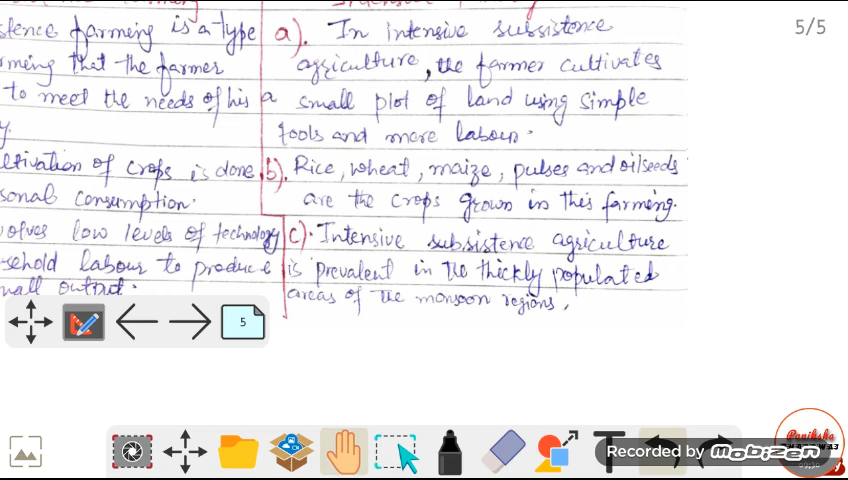 stence farming is a type
rming that the farmer
to meet the needs of his
y.
ltivation of crops is done
sonal consumption.
volves low levels of technology
sehold labour to produce
mall output.
a). In intensive subsistence
agriculture, the farmer cultivates
a small plot of land using simple
tools and more labour.
b). Rice, wheat, maize, pulses and oilseeds
are the crops grown in this farming.
c). Intensive subsistence agriculture
is prevalent in the thickly populated
areas of the monsoon regions.
5/5
5
T
Recorded by mobizen
Paniksha